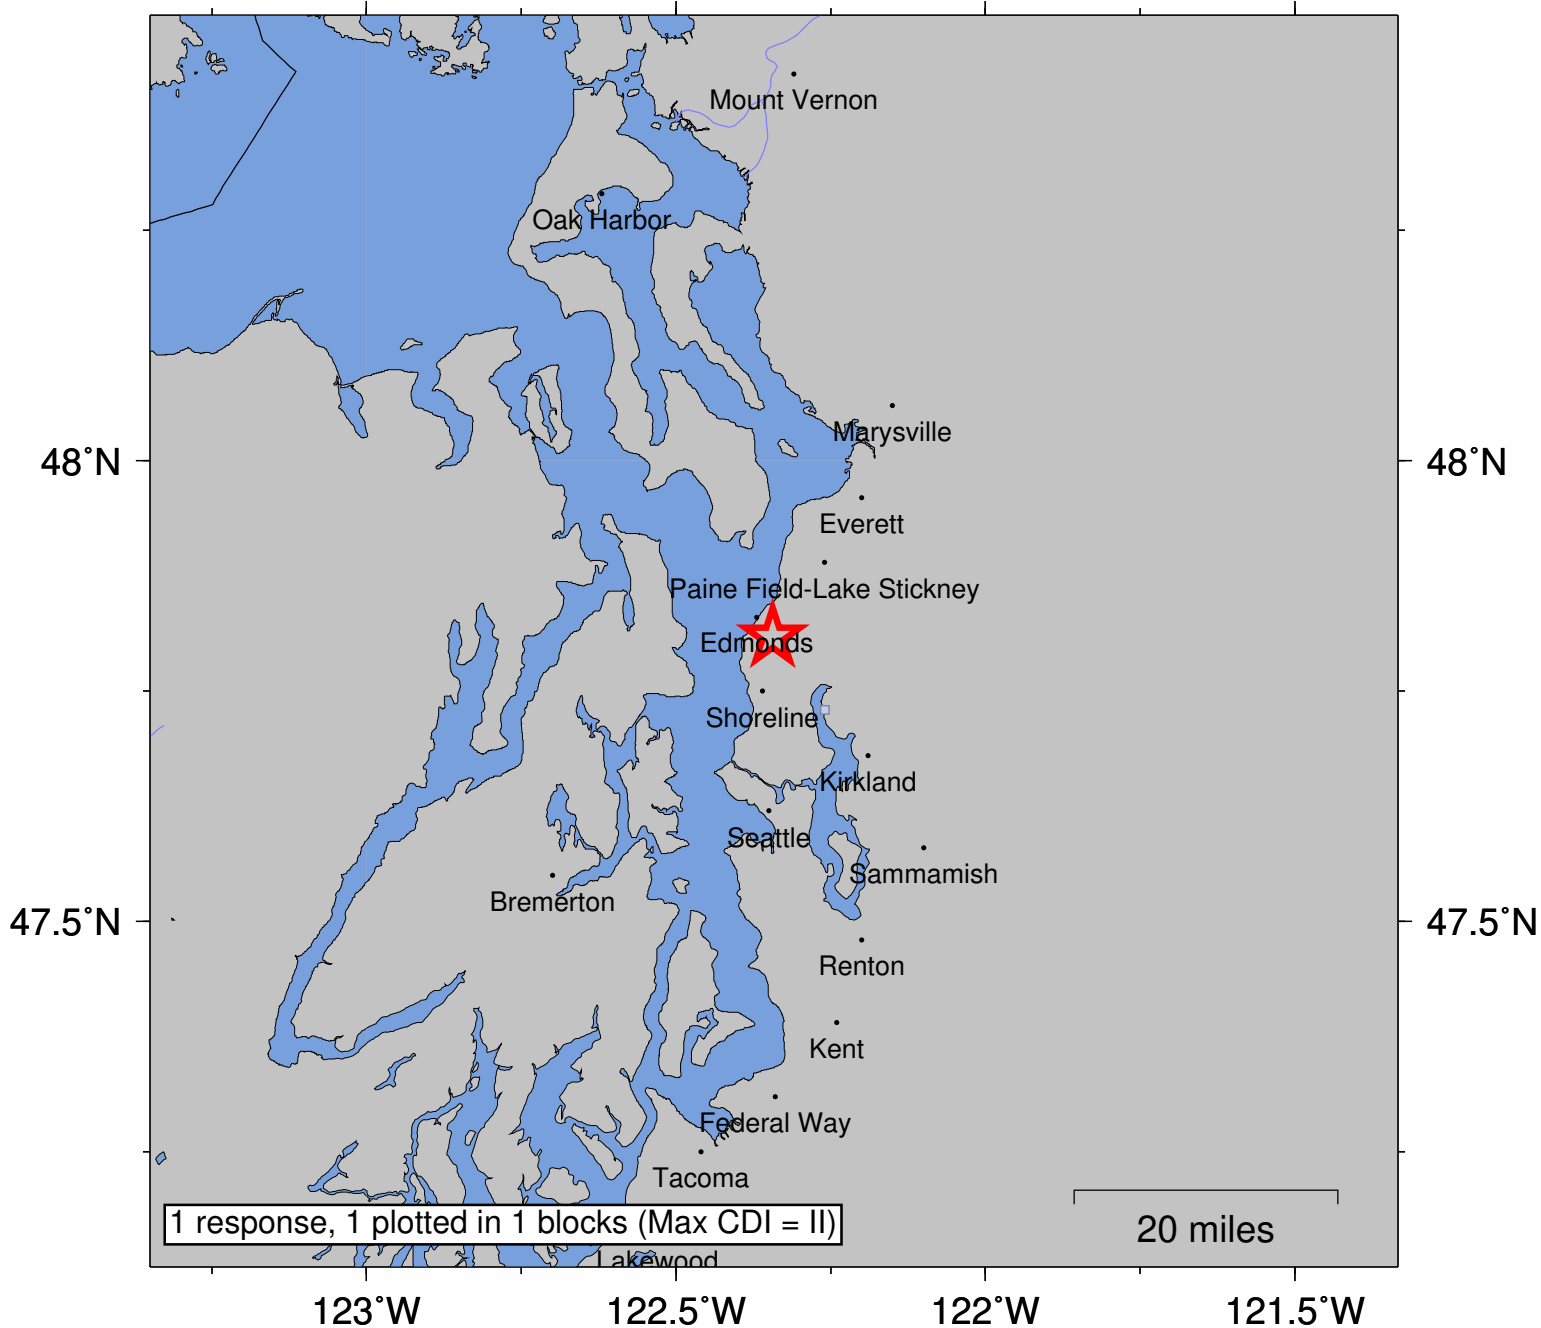 Mount Vernon
Oak Harbor
Marysville
48°N
48°N
Everett
Paine Field-Lake Stickney
Edmonds
Shoreline
Kirkland
Seattle
Sammamish
Bremerton
47.5°N
47.5°N
Renton
Kent
Federal Way
Tacoma
1 response, 1 plotted in 1 blocks (Max CDI = II)
20 miles
Lakewood
123°W
122.5°W
122°W
121.5°W